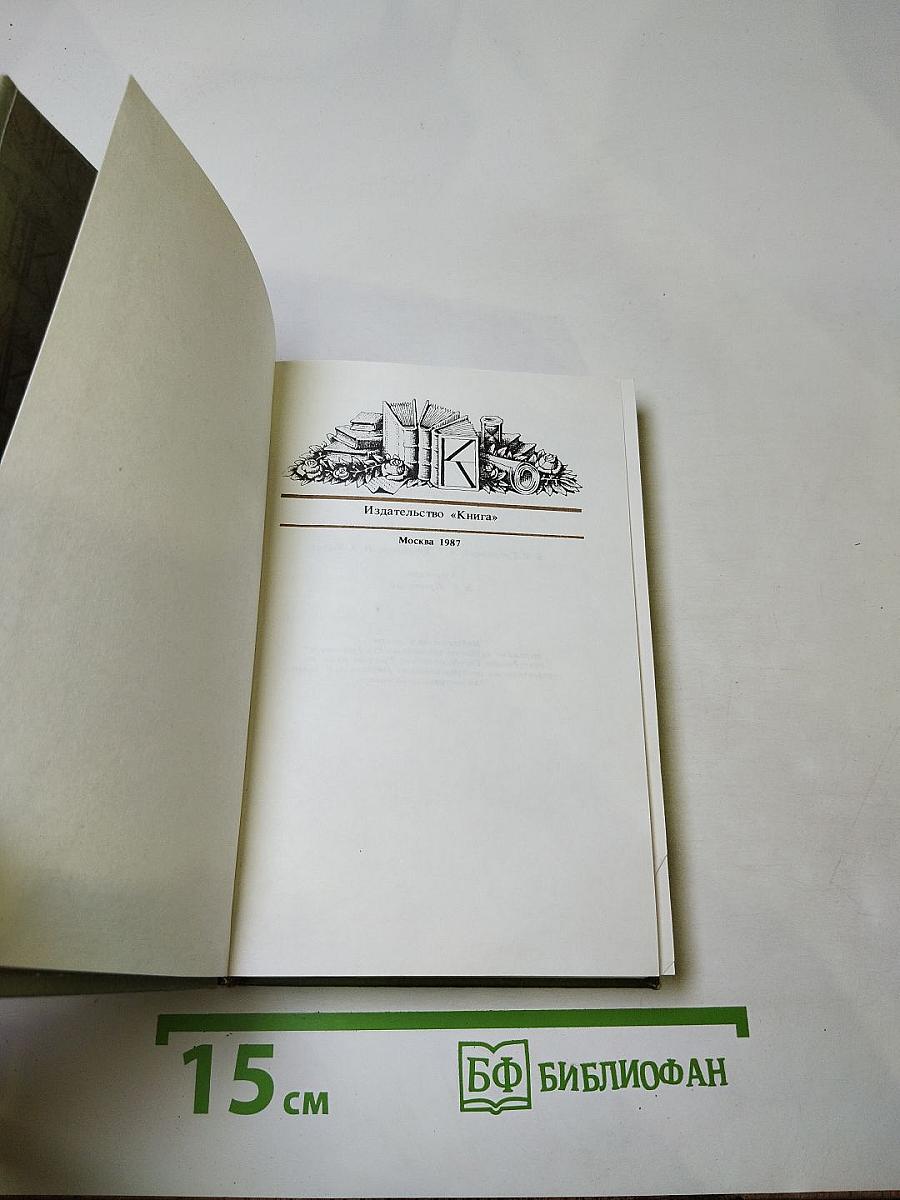 К
Издательство «Книга»
Москва 1987
15 см
БФ БИБЛИОФАН